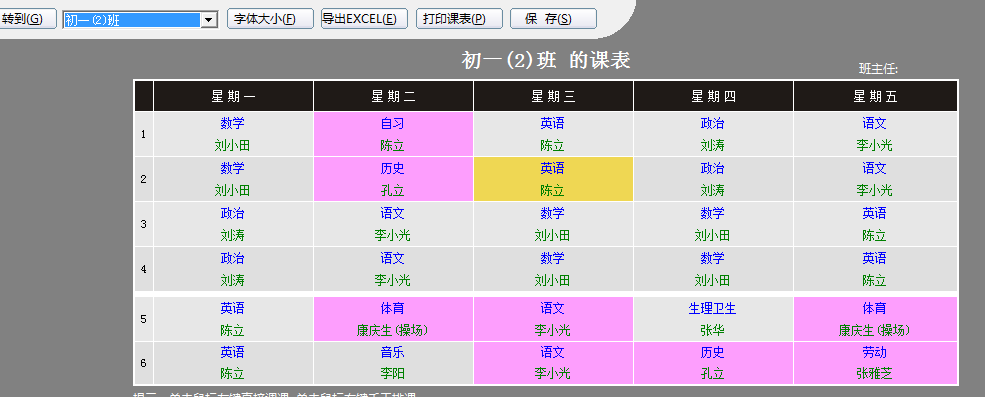 转到(G) 初一(2)班 字体大小(F) 导出EXCEL(E) 打印课表(P) 保 存(S)
初一(2)班 的课表
班主任:
星期一 星期二 星期三 星期四 星期五
1 数学 自习 英语 政治 语文
刘小田 陈立 陈立 刘涛 李小光
2 数学 历史 英语 政治 语文
刘小田 孔立 陈立 刘涛 李小光
3 政治 语文 数学 数学 英语
刘涛 李小光 刘小田 刘小田 陈立
4 政治 语文 数学 数学 英语
刘涛 李小光 刘小田 刘小田 陈立
5 英语 体育 语文 生理卫生 体育
陈立 康庆生(操场) 李小光 张华 康庆生(操场)
6 英语 音乐 语文 历史 劳动
陈立 李阳 李小光 孔立 张雅芝